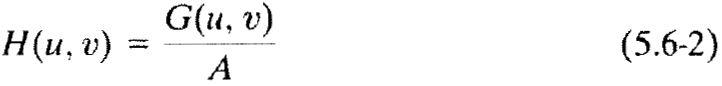 H(u, v) = G(u, v) / A (5.6-2)